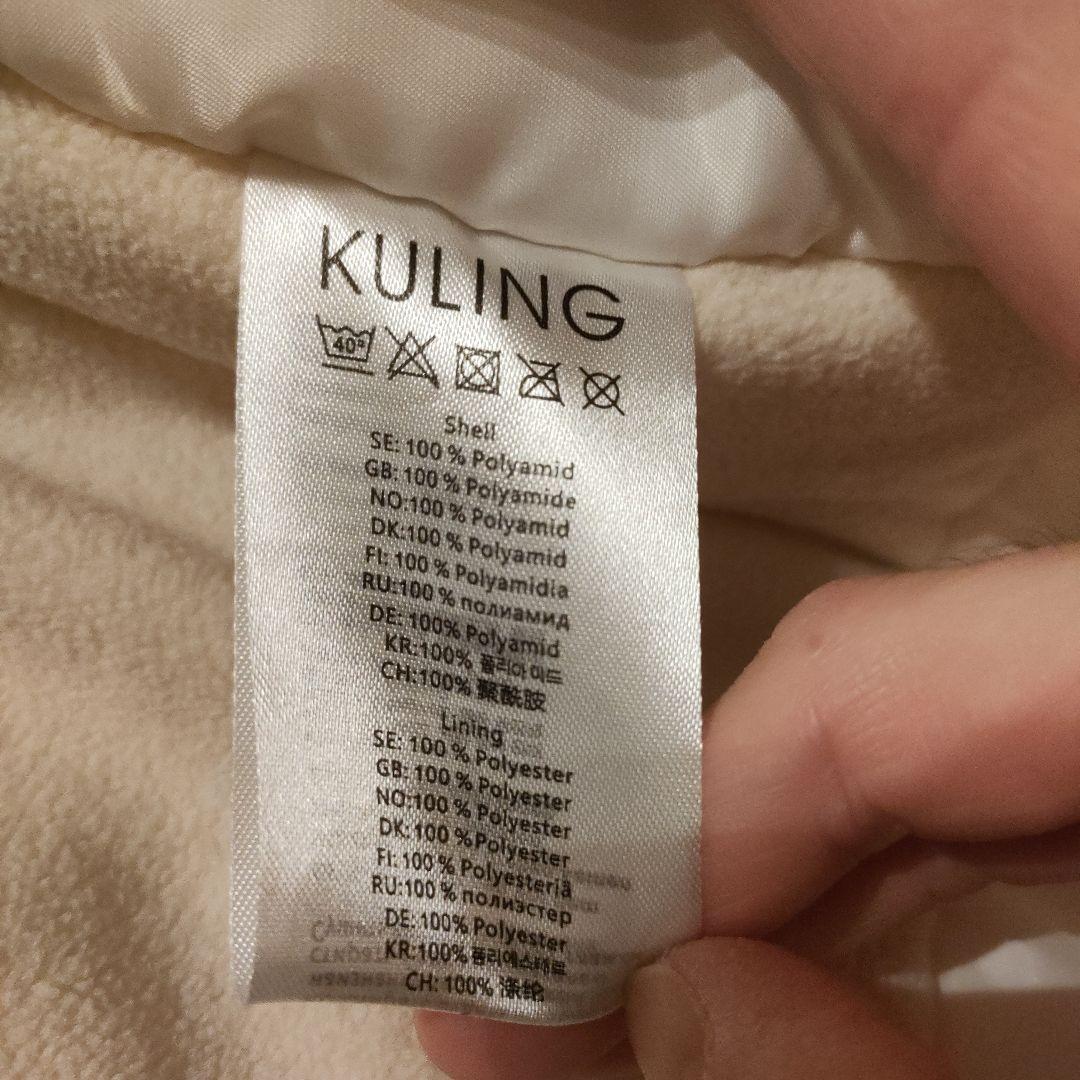 KULING
40°
Shell
SE: 100 % Polyamid
GB: 100 % Polyamide
NO:100 % Polyamid
DK:100 % Polyamid
FI: 100 % Polyamidia
RU:100 % полиамид
DE: 100% Polyamid
KR:100% 폴리아미드
CH:100% 聚酰胺
Lining
SE: 100 % Polyester
GB: 100 % Polyester
NO:100 % Polyester
DK:100 % Polyester
FI: 100 % Polyesteriä
RU:100 % полиэстер
DE: 100% Polyester
KR:100% 폴리에스테르
CH: 100% 涤纶